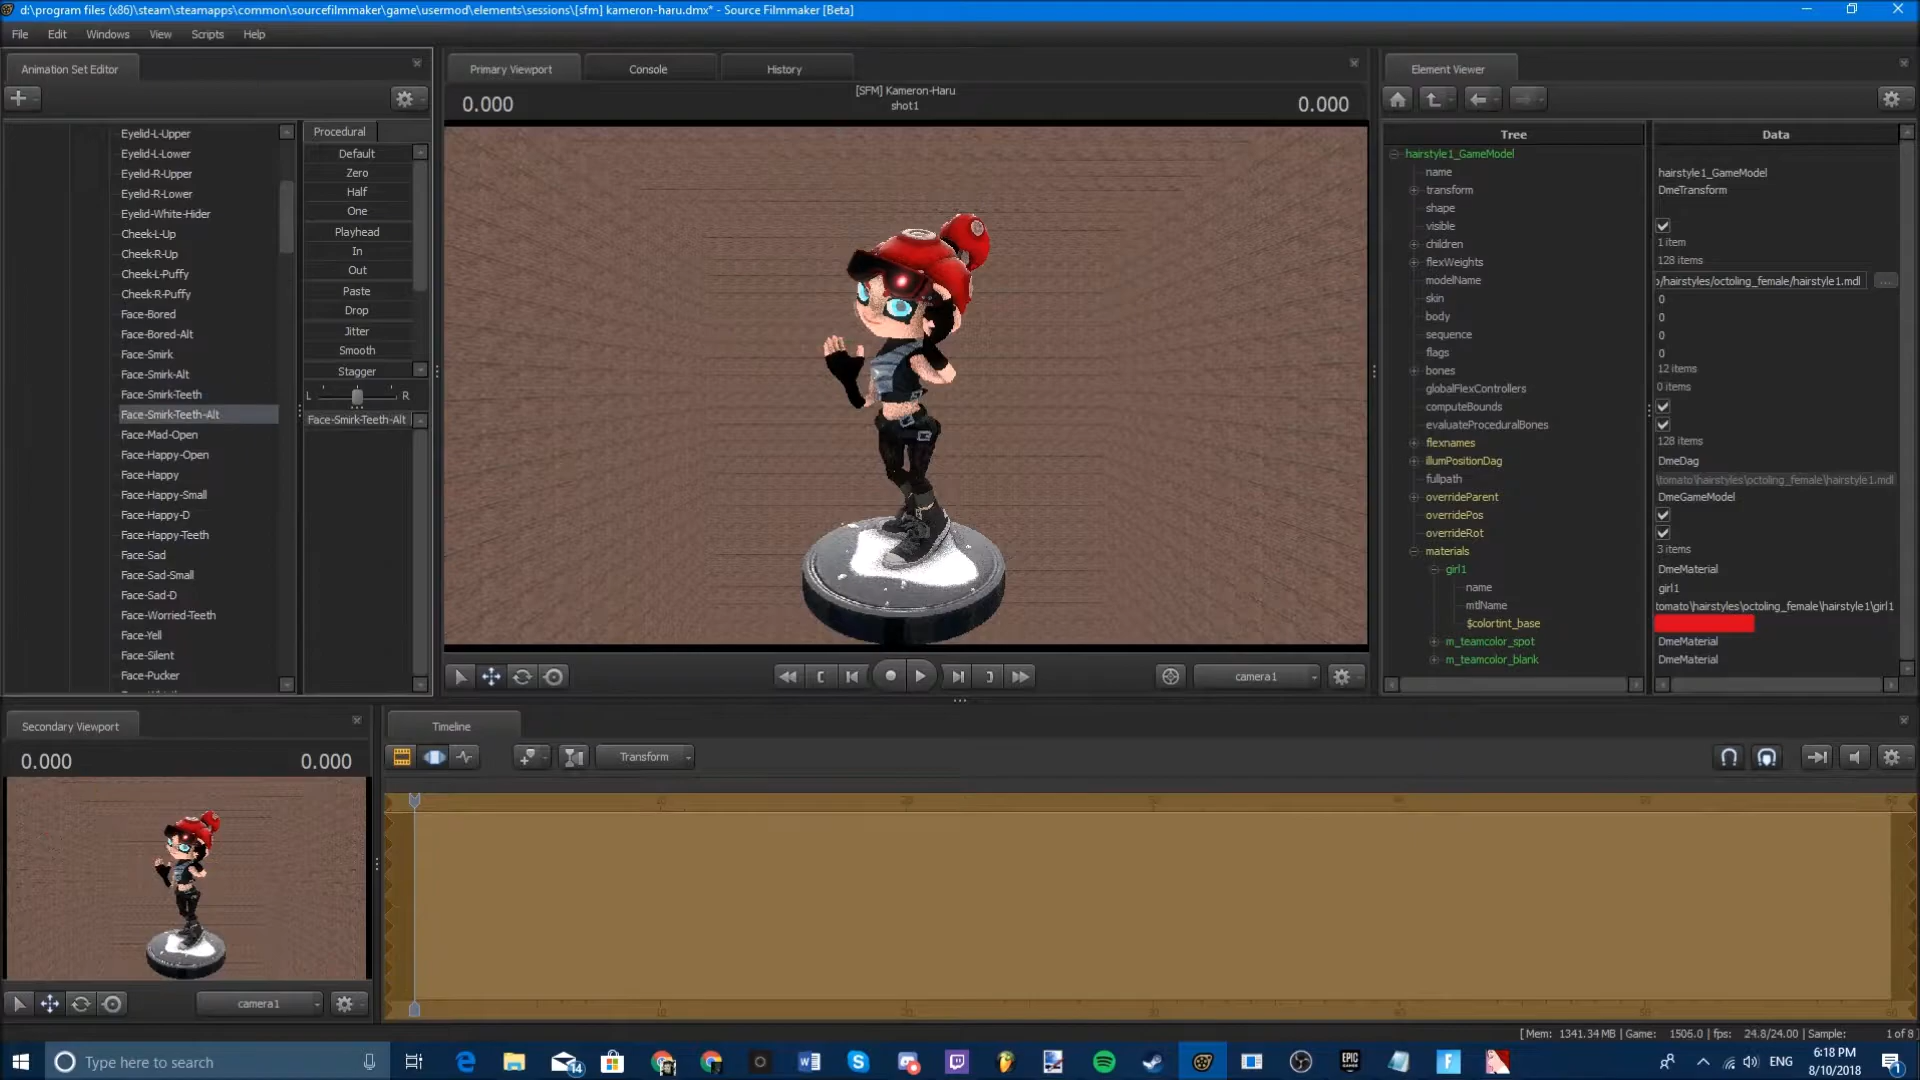 d:\program files (x86)\steam\steamapps\common\sourcefilmmaker\game\usermod\elements\sessions\[sfm] kameron-haru.dmx* - Source Filmmaker [Beta]
File Edit Windows View Scripts Help
Animation Set Editor
Eyelid-L-Upper
Eyelid-L-Lower
Eyelid-R-Upper
Eyelid-R-Lower
Eyelid-White-Hider
Cheek-L-Up
Cheek-R-Up
Cheek-L-Puffy
Cheek-R-Puffy
Face-Bored
Face-Bored-Alt
Face-Smirk
Face-Smirk-Alt
Face-Smirk-Teeth
Face-Smirk-Teeth-Alt
Face-Mad-Open
Face-Happy-Open
Face-Happy
Face-Happy-Small
Face-Happy-D
Face-Happy-Teeth
Face-Sad
Face-Sad-Small
Face-Sad-D
Face-Worried-Teeth
Face-Yell
Face-Silent
Face-Pucker
Procedural
Default
Zero
Half
One
Playhead
In
Out
Paste
Drop
Jitter
Smooth
Stagger
L R
Face-Smirk-Teeth-Alt
Primary Viewport Console History
0.000 [SFM] Kameron-Haru 0.000
shot1
camera1
Element Viewer
Tree Data
hairstyle1_GameModel
name hairstyle1_GameModel
transform DmeTransform
shape
visible
children 1 item
flexWeights 128 items
modelName o/hairstyles/octoling_female/hairstyle1.mdl ...
skin 0
body 0
sequence 0
flags 0
bones 12 items
globalFlexControllers 0 items
computeBounds
evaluateProceduralBones
flexnames 128 items
illumPositionDag DmeDag
fullpath \tomato\hairstyles\octoling_female\hairstyle1.mdl
overrideParent DmeGameModel
overridePos
overrideRot
materials 3 items
girl1 DmeMaterial
name girl1
mtlName tomato\hairstyles\octoling_female\hairstyle1\girl1
$colortint_base
m_teamcolor_spot DmeMaterial
m_teamcolor_blank DmeMaterial
Secondary Viewport
0.000 0.000
camera1
Timeline
Transform
[ Mem: 1341.34 MB | Game: 1506.0 | fps: 24.8/24.00 | Sample: 1 of 8
Type here to search
14
W
S
EPIC GAMES
ENG
6:18 PM
8/10/2018
1